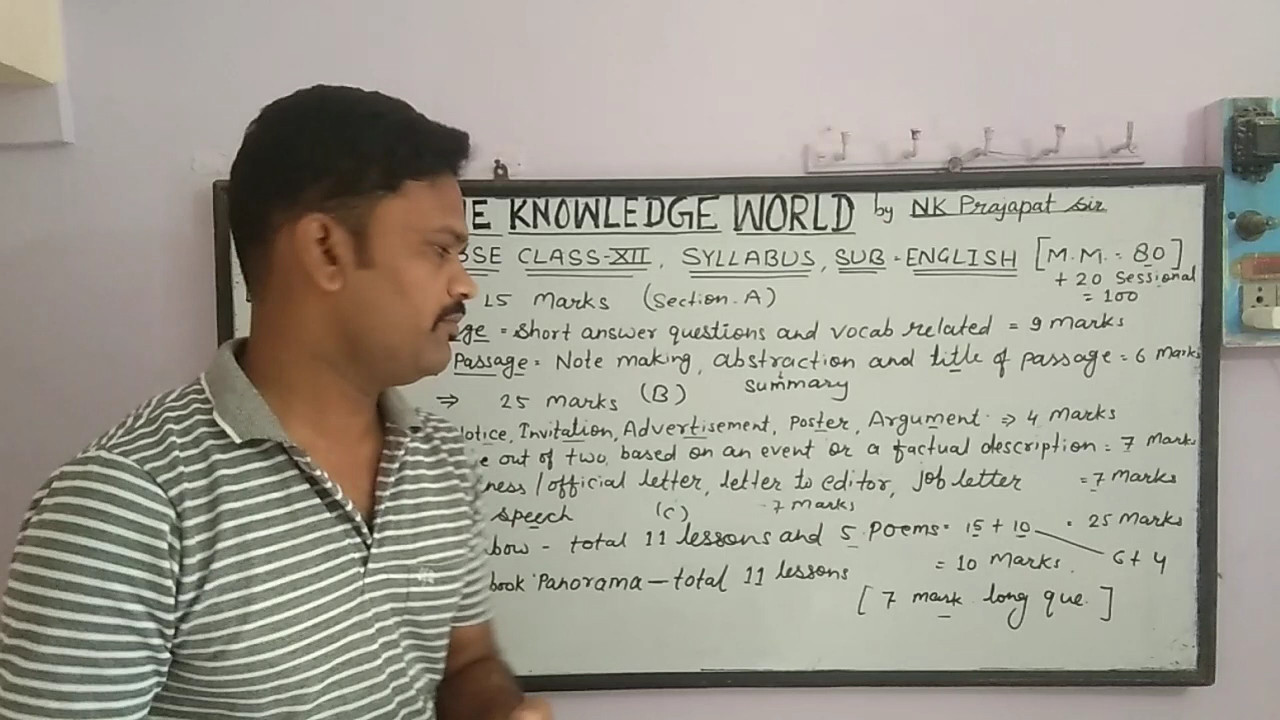 E KNOWLEDGE WORLD by NK Prajapat Sir
BSE CLASS-XII, SYLLABUS, SUB - ENGLISH [M.M. = 80]
+ 20 Sessional
= 100
15 Marks (Section-A)
ge = Short answer questions and vocab related = 9 marks
Passage = Note making, abstraction and title of passage = 6 Marks
summary
⇒ 25 marks (B)
Notice, Invitation, Advertisement, Poster, Argument ⇒ 4 Marks
e out of two, based on an event or a factual description = 7 Marks
ness / official letter, letter to editor, job letter = 7 Marks
speech (C) - 7 marks
bow - total 11 lessons and 5 Poems = 15 + 10 = 25 Marks
6 + 4
book Panorama - total 11 lessons = 10 Marks
[ 7 mark long que. ]